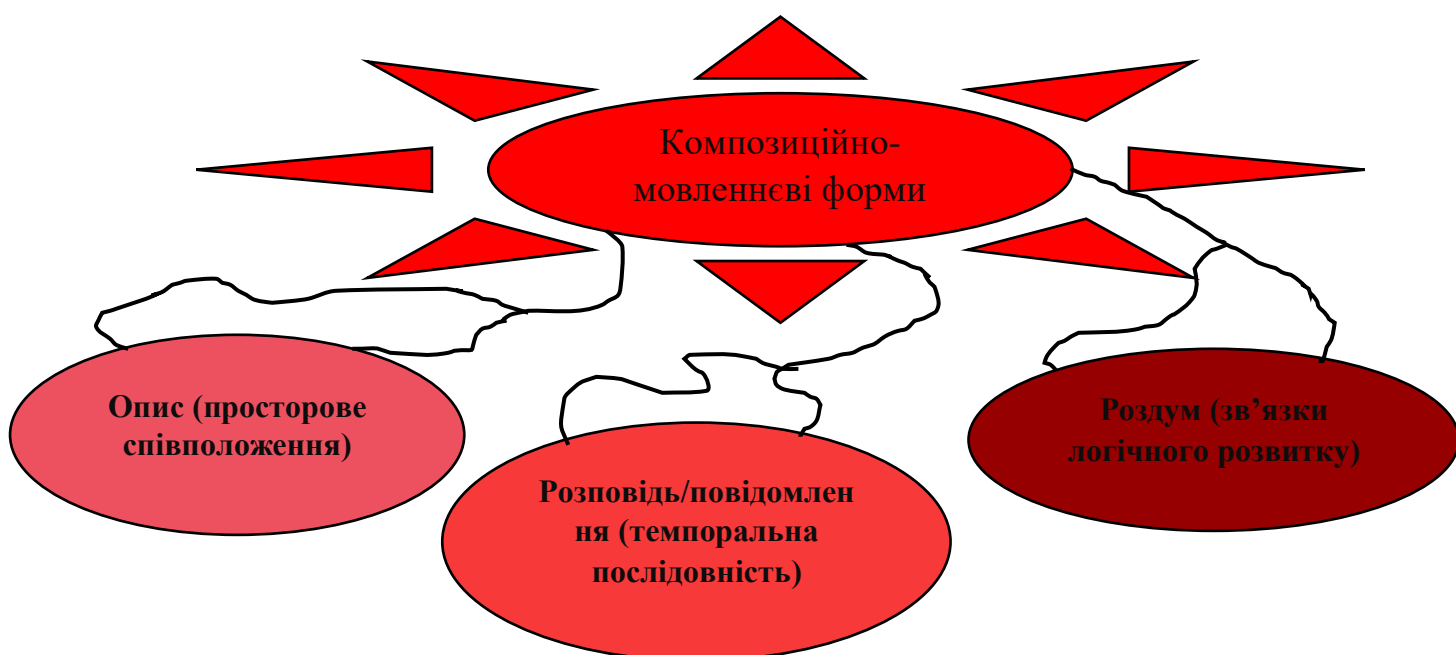 Композиційно-
мовленнєві форми
Опис (просторове
співположення)
Розповідь/повідомлен
ня (темпоральна
послідовність)
Роздум (зв’язки
логічного розвитку)